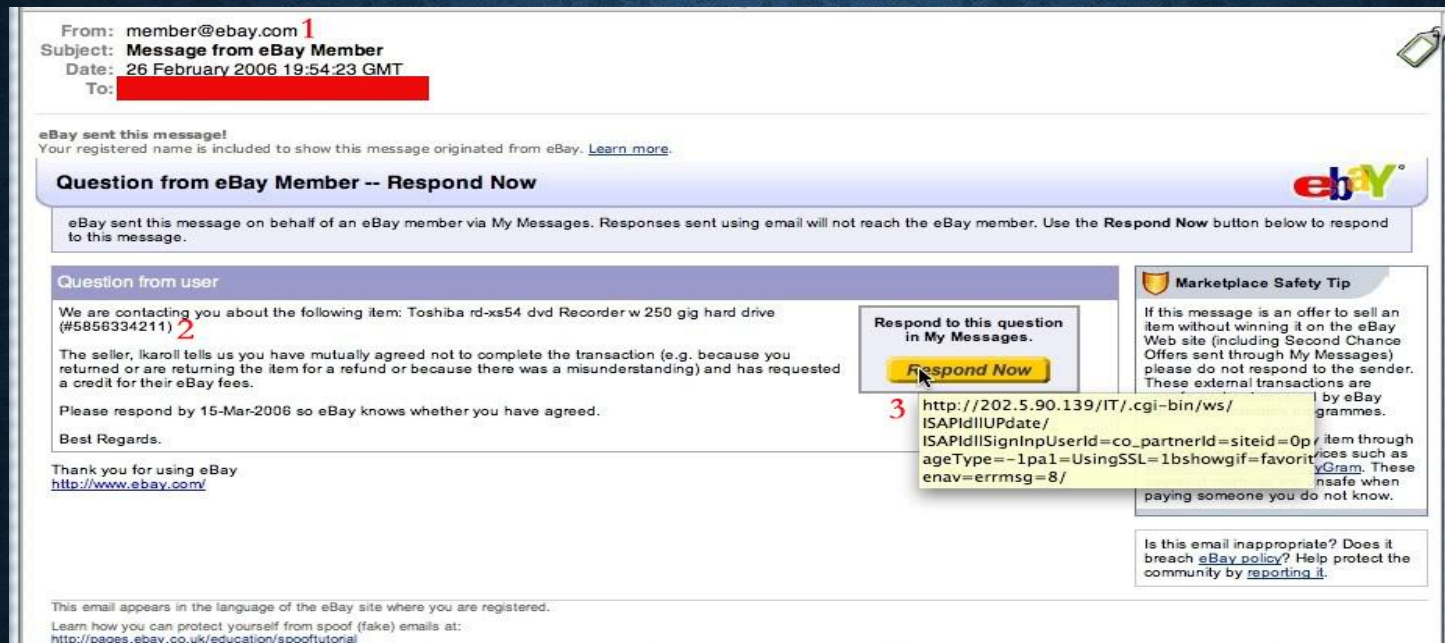 From: member@ebay.com 1
Subject: Message from eBay Member
Date: 26 February 2006 19:54:23 GMT
To:
eBay sent this message!
Your registered name is included to show this message originated from eBay. Learn more.
Question from eBay Member -- Respond Now
ebY
eBay sent this message on behalf of an eBay member via My Messages. Responses sent using email will not reach the eBay member. Use the Respond Now button below to respond
to this message.
Question from user
We are contacting you about the following item: Toshiba rd-xs54 dvd Recorder w 250 gig hard drive
(#5856334211) 2
The seller, lkaroll tells us you have mutually agreed not to complete the transaction (e.g. because you
returned or are returning the item for a refund or because there was a misunderstanding) and has requested
a credit for their eBay fees.
Please respond by 15-Mar-2006 so eBay knows whether you have agreed.
Best Regards.
Respond to this question
in My Messages.
Respond Now
3
http://202.5.90.139/IT/.cgi-bin/ws/
ISAPIdllUPdate/
ISAPIdllSignInpUserId=co_partnerId=siteid=0p
ageType=-1pa1=UsingSSL=1bshowgif=favorit
enav=errmsg=8/
Marketplace Safety Tip
If this message is an offer to sell an
item without winning it on the eBay
Web site (including Second Chance
Offers sent through My Messages)
please do not respond to the sender.
These external transactions are
by eBay
grammes.
item through
ices such as
yGram. These
nsafe when
paying someone you do not know.
Thank you for using eBay
http://www.ebay.com/
Is this email inappropriate? Does it
breach eBay policy? Help protect the
community by reporting it.
This email appears in the language of the eBay site where you are registered.
Learn how you can protect yourself from spoof (fake) emails at:
http://pages.ebay.co.uk/education/spooftutorial